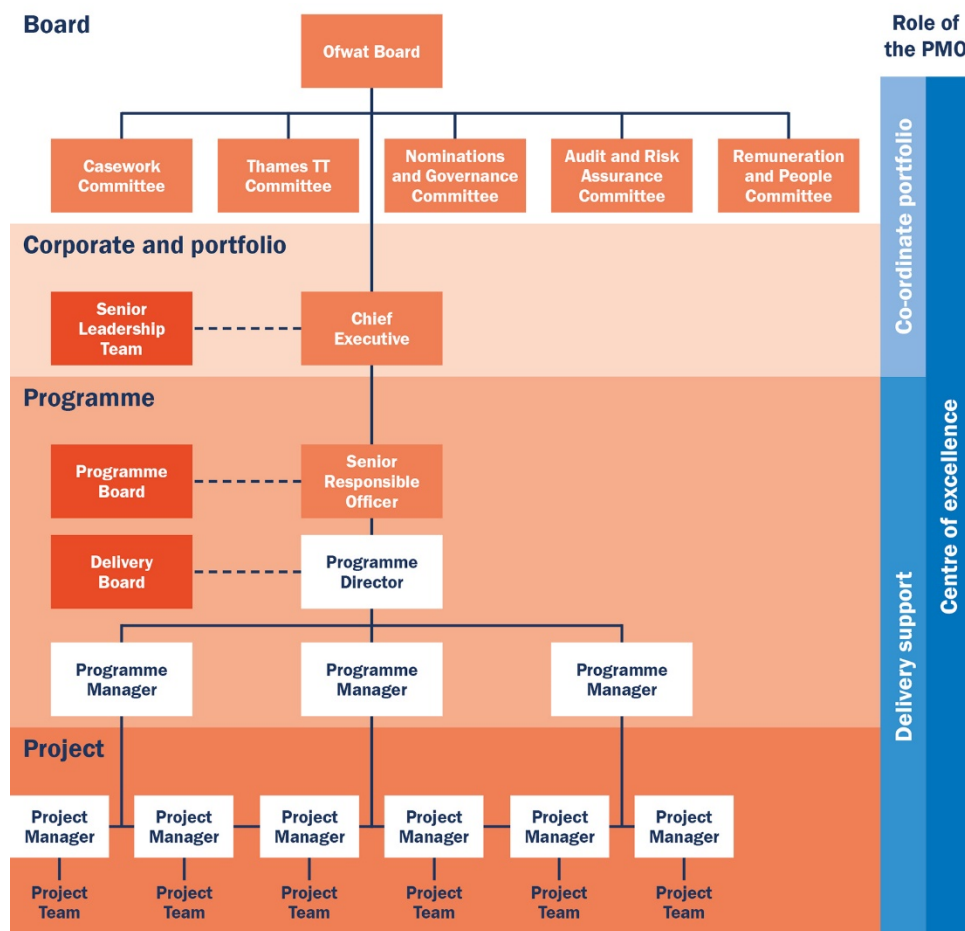 Board
Role of
the PMO
Ofwat Board
Casework
Committee
Thames TT
Committee
Nominations
and Governance
Committee
Audit and Risk
Assurance
Committee
Remuneration
and People
Committee
Co-ordinate portfolio
Corporate and portfolio
Senior
Leadership
Team
Chief
Executive
Programme
Programme
Board
Senior
Responsible
Officer
Delivery
Board
Programme
Director
Centre of excellence
Delivery support
Programme
Manager
Programme
Manager
Programme
Manager
Project
Project
Manager
Project
Manager
Project
Manager
Project
Manager
Project
Manager
Project
Manager
Project
Team
Project
Team
Project
Team
Project
Team
Project
Team
Project
Team